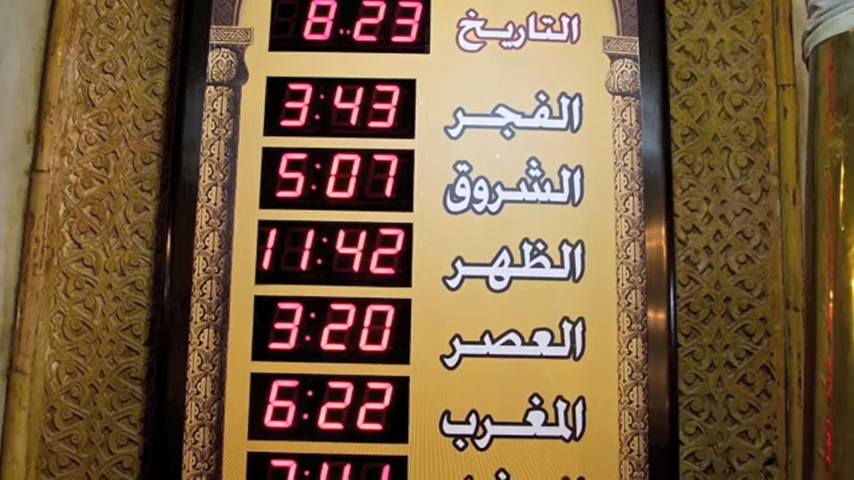 التاريخ 8..23
الفجر 3:43
الشروق 5:07
الظهر 11:42
العصر 3:20
المغرب 6:22